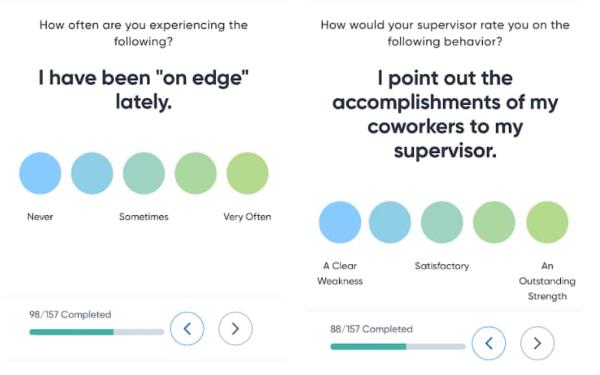 How often are you experiencing the
following?
I have been "on edge"
lately.
Never
Sometimes
Very Often
98/157 Completed
How would your supervisor rate you on the
following behavior?
I point out the
accomplishments of my
coworkers to my
supervisor.
A Clear
Weakness
Satisfactory
An
Outstanding
Strength
88/157 Completed